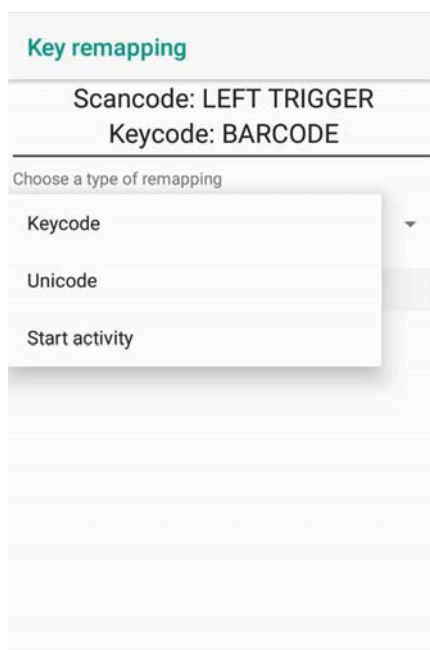 Key remapping
Scancode: LEFT TRIGGER
Keycode: BARCODE
Choose a type of remapping
Keycode
Unicode
Start activity